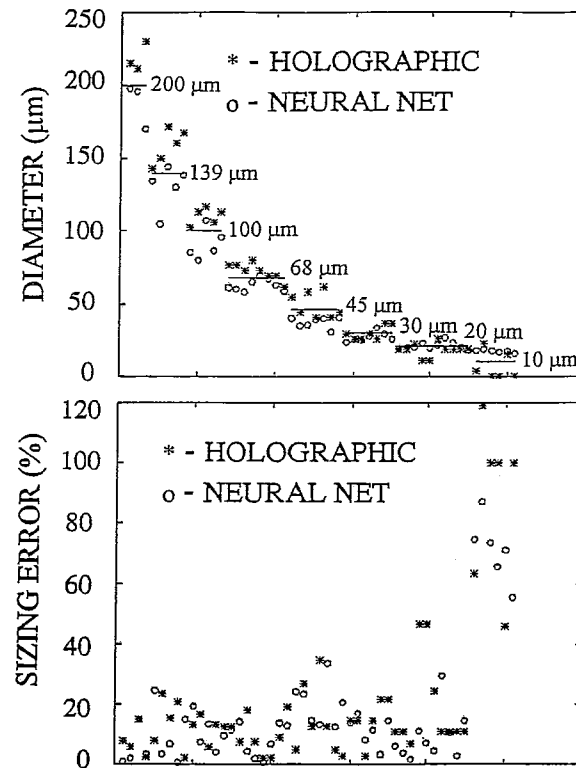 250
200
150
100
50
0
DIAMETER (µm)
* - HOLOGRAPHIC
o - NEURAL NET
200 µm
139 µm
100 µm
68 µm
45 µm
30 µm
20 µm
10 µm
120
100
80
60
40
20
0
SIZING ERROR (%)
* - HOLOGRAPHIC
o - NEURAL NET